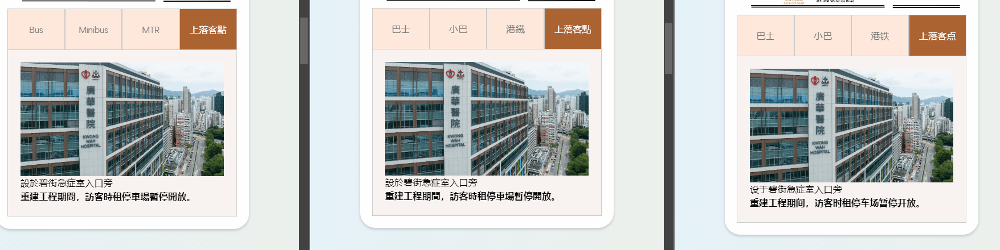 Bus
Minibus
MTR
上落客點
廣華醫院
KWONG
WAH
HOSPITAL
設於碧街急症室入口旁
重建工程期間，訪客時租停車場暫停開放。
巴士
小巴
港鐵
上落客點
廣華醫院
KWONG
WAH
HOSPITAL
設於碧街急症室入口旁
重建工程期間，訪客時租停車場暫停開放。
DROP-OFF POINT
Waterloo Road
巴士
小巴
港铁
上落客点
廣華醫院
KWONG
WAH
HOSPITAL
设于碧街急症室入口旁
重建工程期间，访客时租停车场暂停开放。